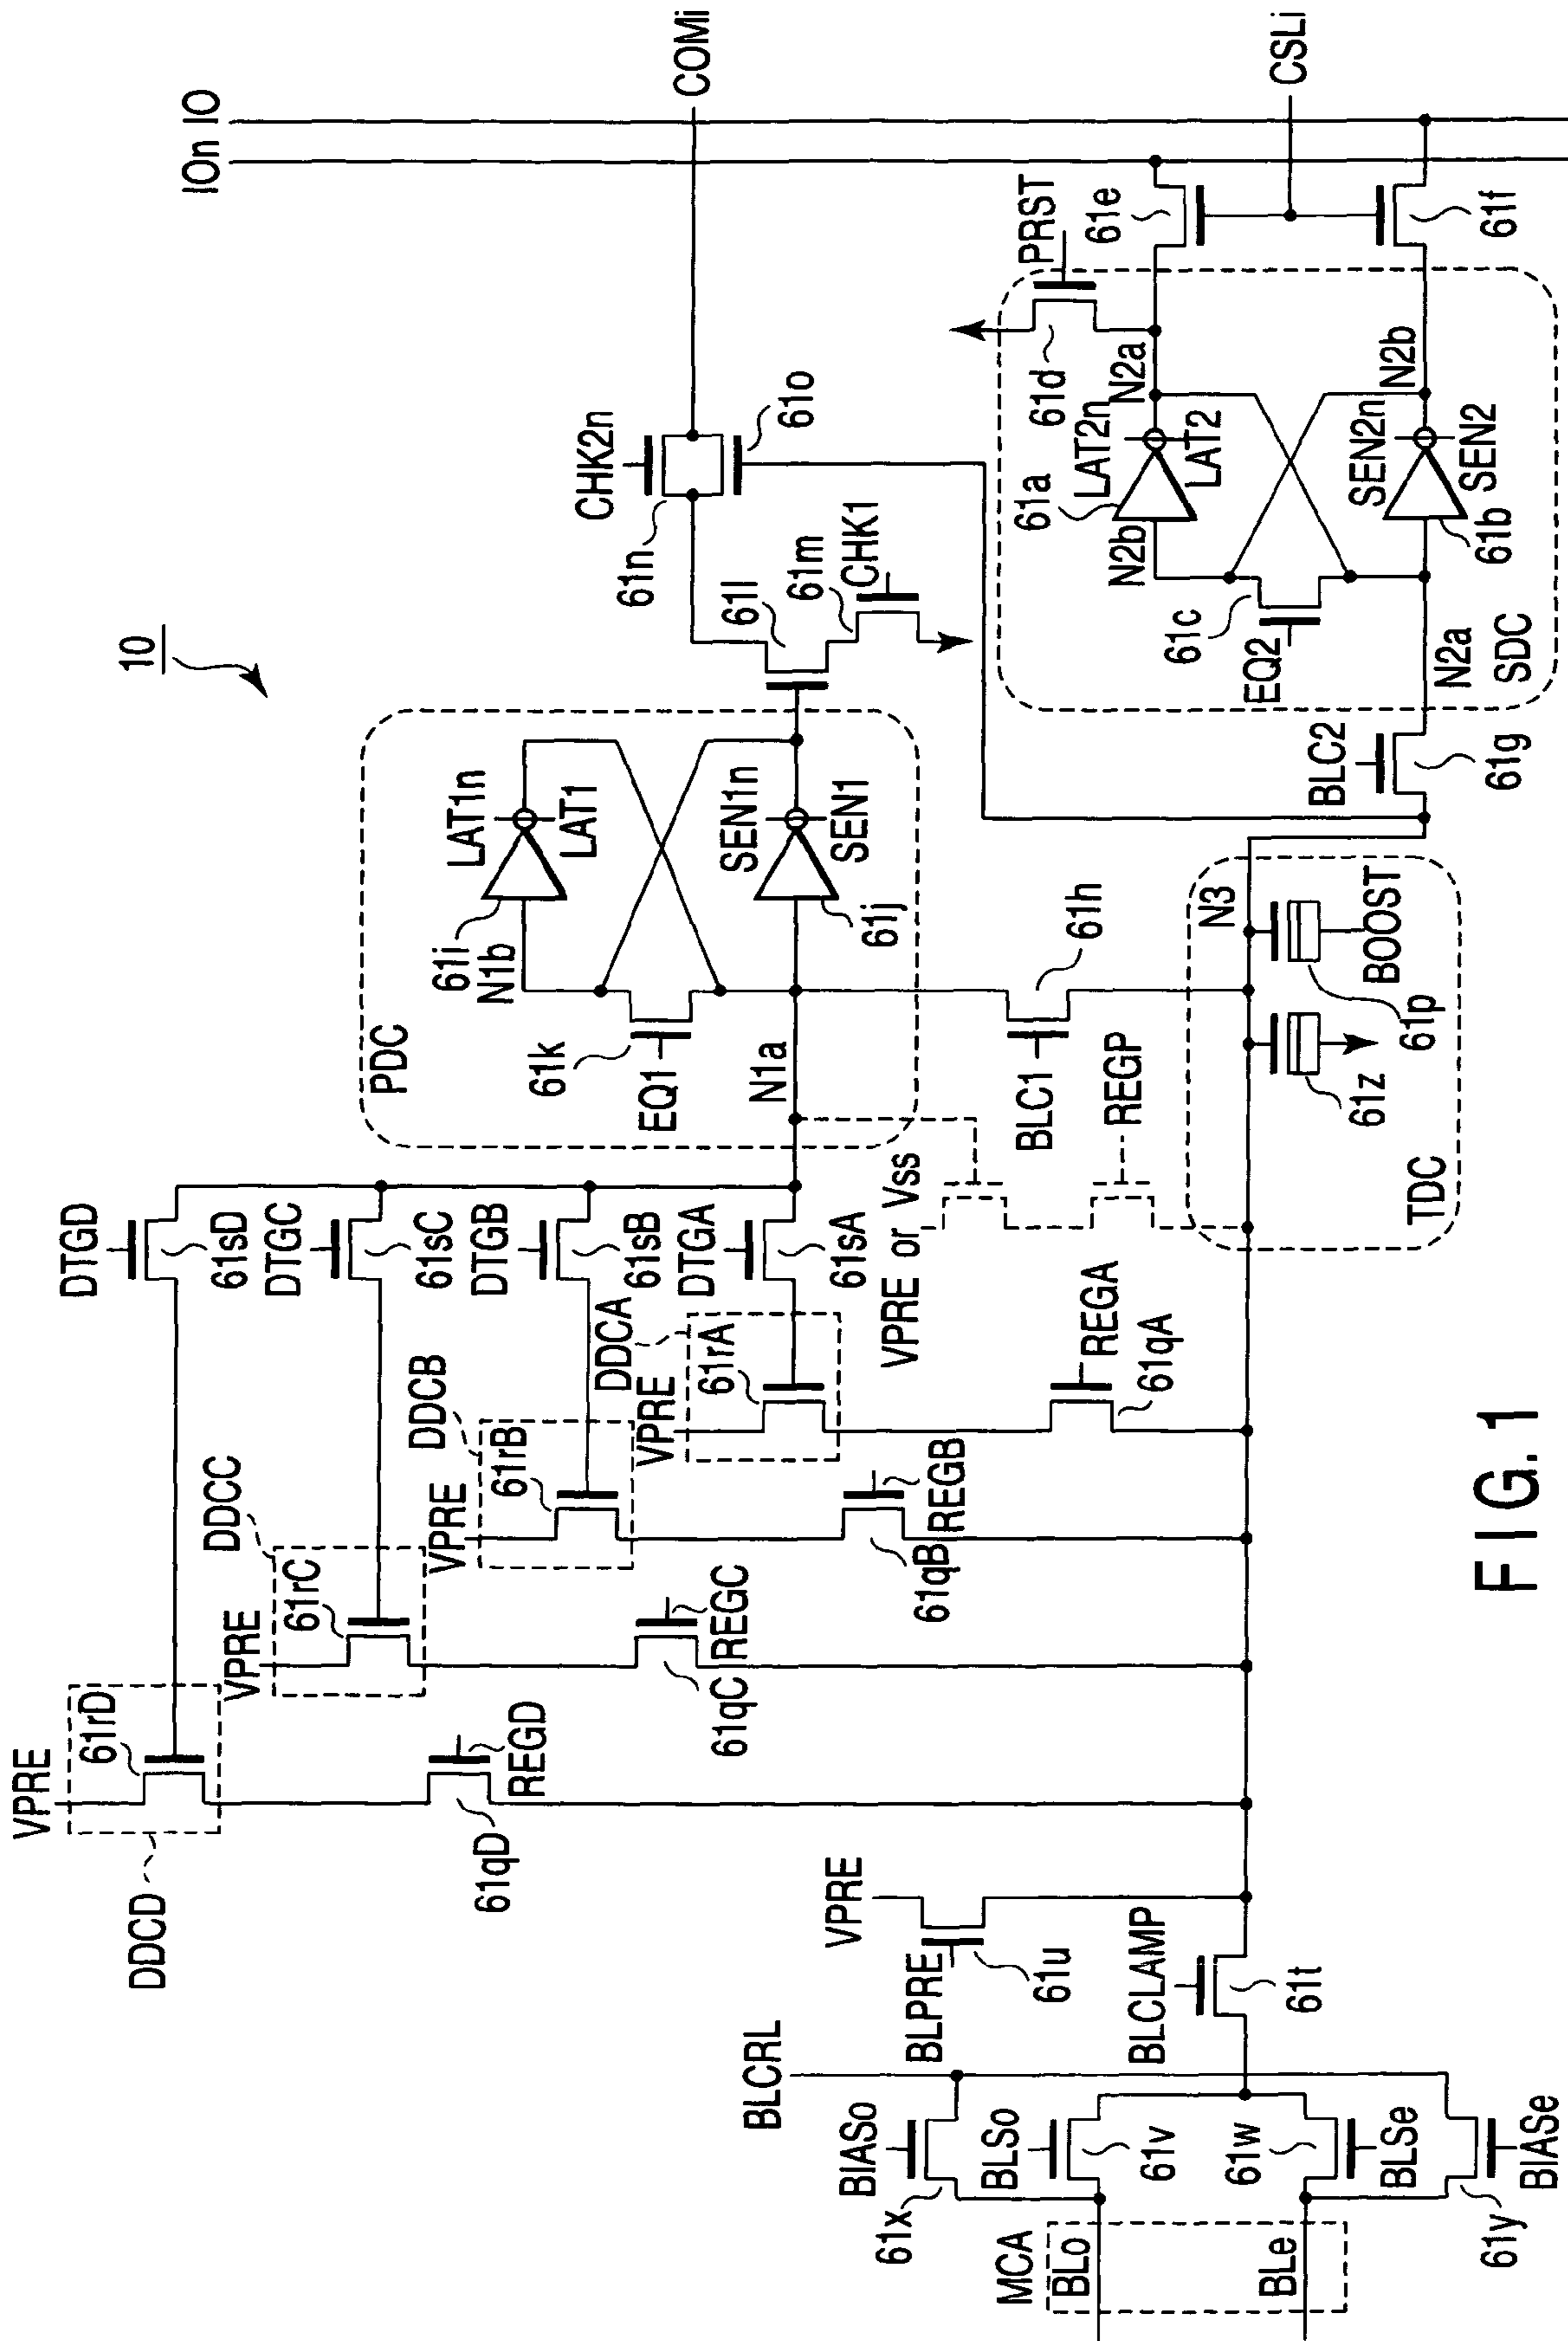 10
IOn IO
COMi
CSLi
CHK2n
61n
61o
61l
61m
CHK1
PRST
61d
61e
61f
N2a
N2b
LAT2n
LAT2
61a
N2b
SEN2n
SEN2
61b
61c
EQ2
N2a
SDC
BLC2
61g
PDC
LAT1n
LAT1
61i
N1b
SEN1n
SEN1
61j
61k
EQ1
N1a
61h
BLC1
REGP
VPRE or Vss
N3
BOOST
61p
61z
TDC
DTGD
61sD
DTGC
61sC
DTGB
61sB
DTGA
61sA
DDCA
61rA
VPRE
REGA
61qA
DDCB
61rB
VPRE
REGB
61qB
DDCC
61rC
VPRE
REGC
61qC
VPRE
61rD
DDCD
REGD
61qD
VPRE
BLPRE
61u
BLCLAMP
61t
BLCRL
BIASo
61x
BLSo
61v
61w
BLSe
BIASe
61y
MCA
BLo
BLe
FIG. 1